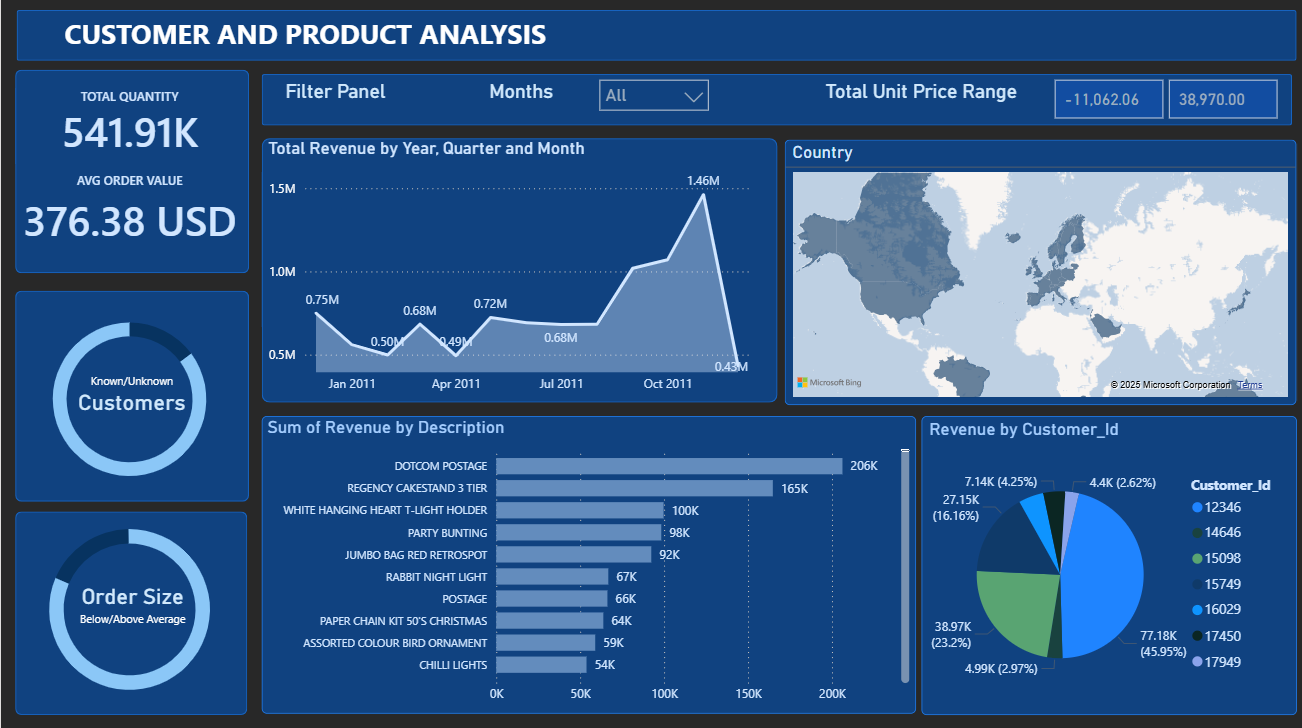 CUSTOMER AND PRODUCT ANALYSIS
TOTAL QUANTITY
541.91K
AVG ORDER VALUE
376.38 USD
Filter Panel
Months
All
Total Unit Price Range
-11,062.06
38,970.00
Total Revenue by Year, Quarter and Month
1.5M
1.0M
0.5M
0.75M
0.50M
0.68M
0.49M
0.72M
0.68M
1.46M
0.43M
Jan 2011
Apr 2011
Jul 2011
Oct 2011
Country
Microsoft Bing
© 2025 Microsoft Corporation Terms
Known/Unknown
Customers
Order Size
Below/Above Average
Sum of Revenue by Description
DOTCOM POSTAGE 206K
REGENCY CAKESTAND 3 TIER 165K
WHITE HANGING HEART T-LIGHT HOLDER 100K
PARTY BUNTING 98K
JUMBO BAG RED RETROSPOT 92K
RABBIT NIGHT LIGHT 67K
POSTAGE 66K
PAPER CHAIN KIT 50'S CHRISTMAS 64K
ASSORTED COLOUR BIRD ORNAMENT 59K
CHILLI LIGHTS 54K
0K 50K 100K 150K 200K
Revenue by Customer_Id
7.14K (4.25%)
4.4K (2.62%)
27.15K
(16.16%)
38.97K
(23.2%)
4.99K (2.97%)
77.18K
(45.95%)
Customer_Id
12346
14646
15098
15749
16029
17450
17949